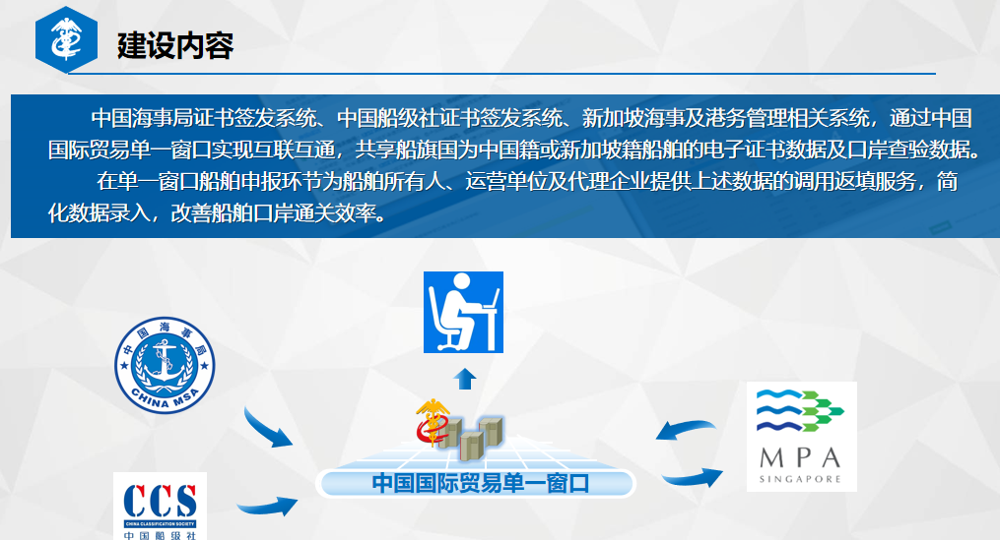 建设内容
中国海事局证书签发系统、中国船级社证书签发系统、新加坡海事及港务管理相关系统，通过中国
国际贸易单一窗口实现互联互通，共享船旗国为中国籍或新加坡籍船舶的电子证书数据及口岸查验数据。
在单一窗口船舶申报环节为船舶所有人、运营单位及代理企业提供上述数据的调用返填服务，简
化数据录入，改善船舶口岸通关效率。
中国海事局
CHINA MSA
MPA
SINGAPORE
中国国际贸易单一窗口
CCS
CHINA CLASSIFICATION SOCIETY
中国船级社